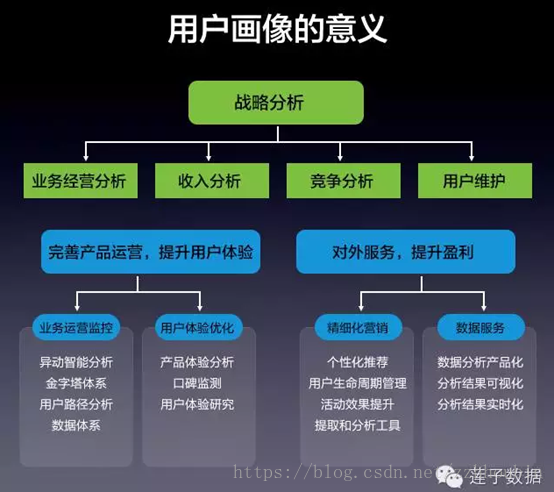 用户画像的意义
战略分析
业务经营分析 收入分析 竞争分析 用户维护
完善产品运营，提升用户体验 对外服务，提升盈利
业务运营监控 用户体验优化 精细化营销 数据服务
异动智能分析 产品体验分析 个性化推荐 数据分析产品化
金字塔体系 口碑监测 用户生命周期管理 分析结果可视化
用户路径分析 用户体验研究 活动效果提升 分析结果实时化
数据体系 提取和分析工具
https://blog.csdn.ne
莲子数据